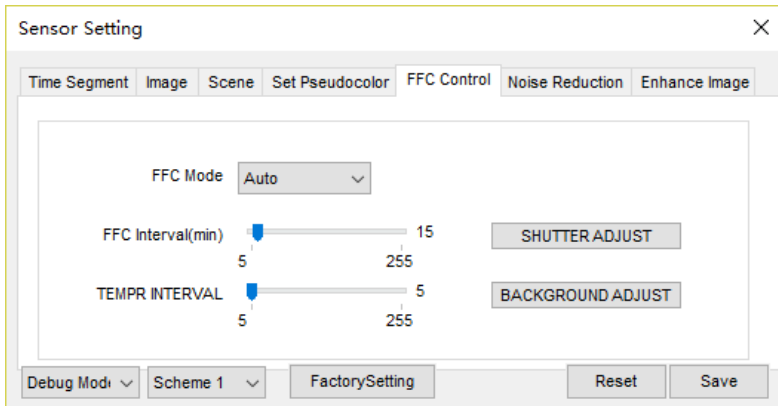 Sensor Setting
Time Segment Image Scene Set Pseudocolor FFC Control Noise Reduction Enhance Image
FFC Mode Auto
FFC Interval(min) 15 SHUTTER ADJUST
5 255
TEMPR INTERVAL 5 BACKGROUND ADJUST
5 255
Debug Mod Scheme 1 FactorySetting Reset Save